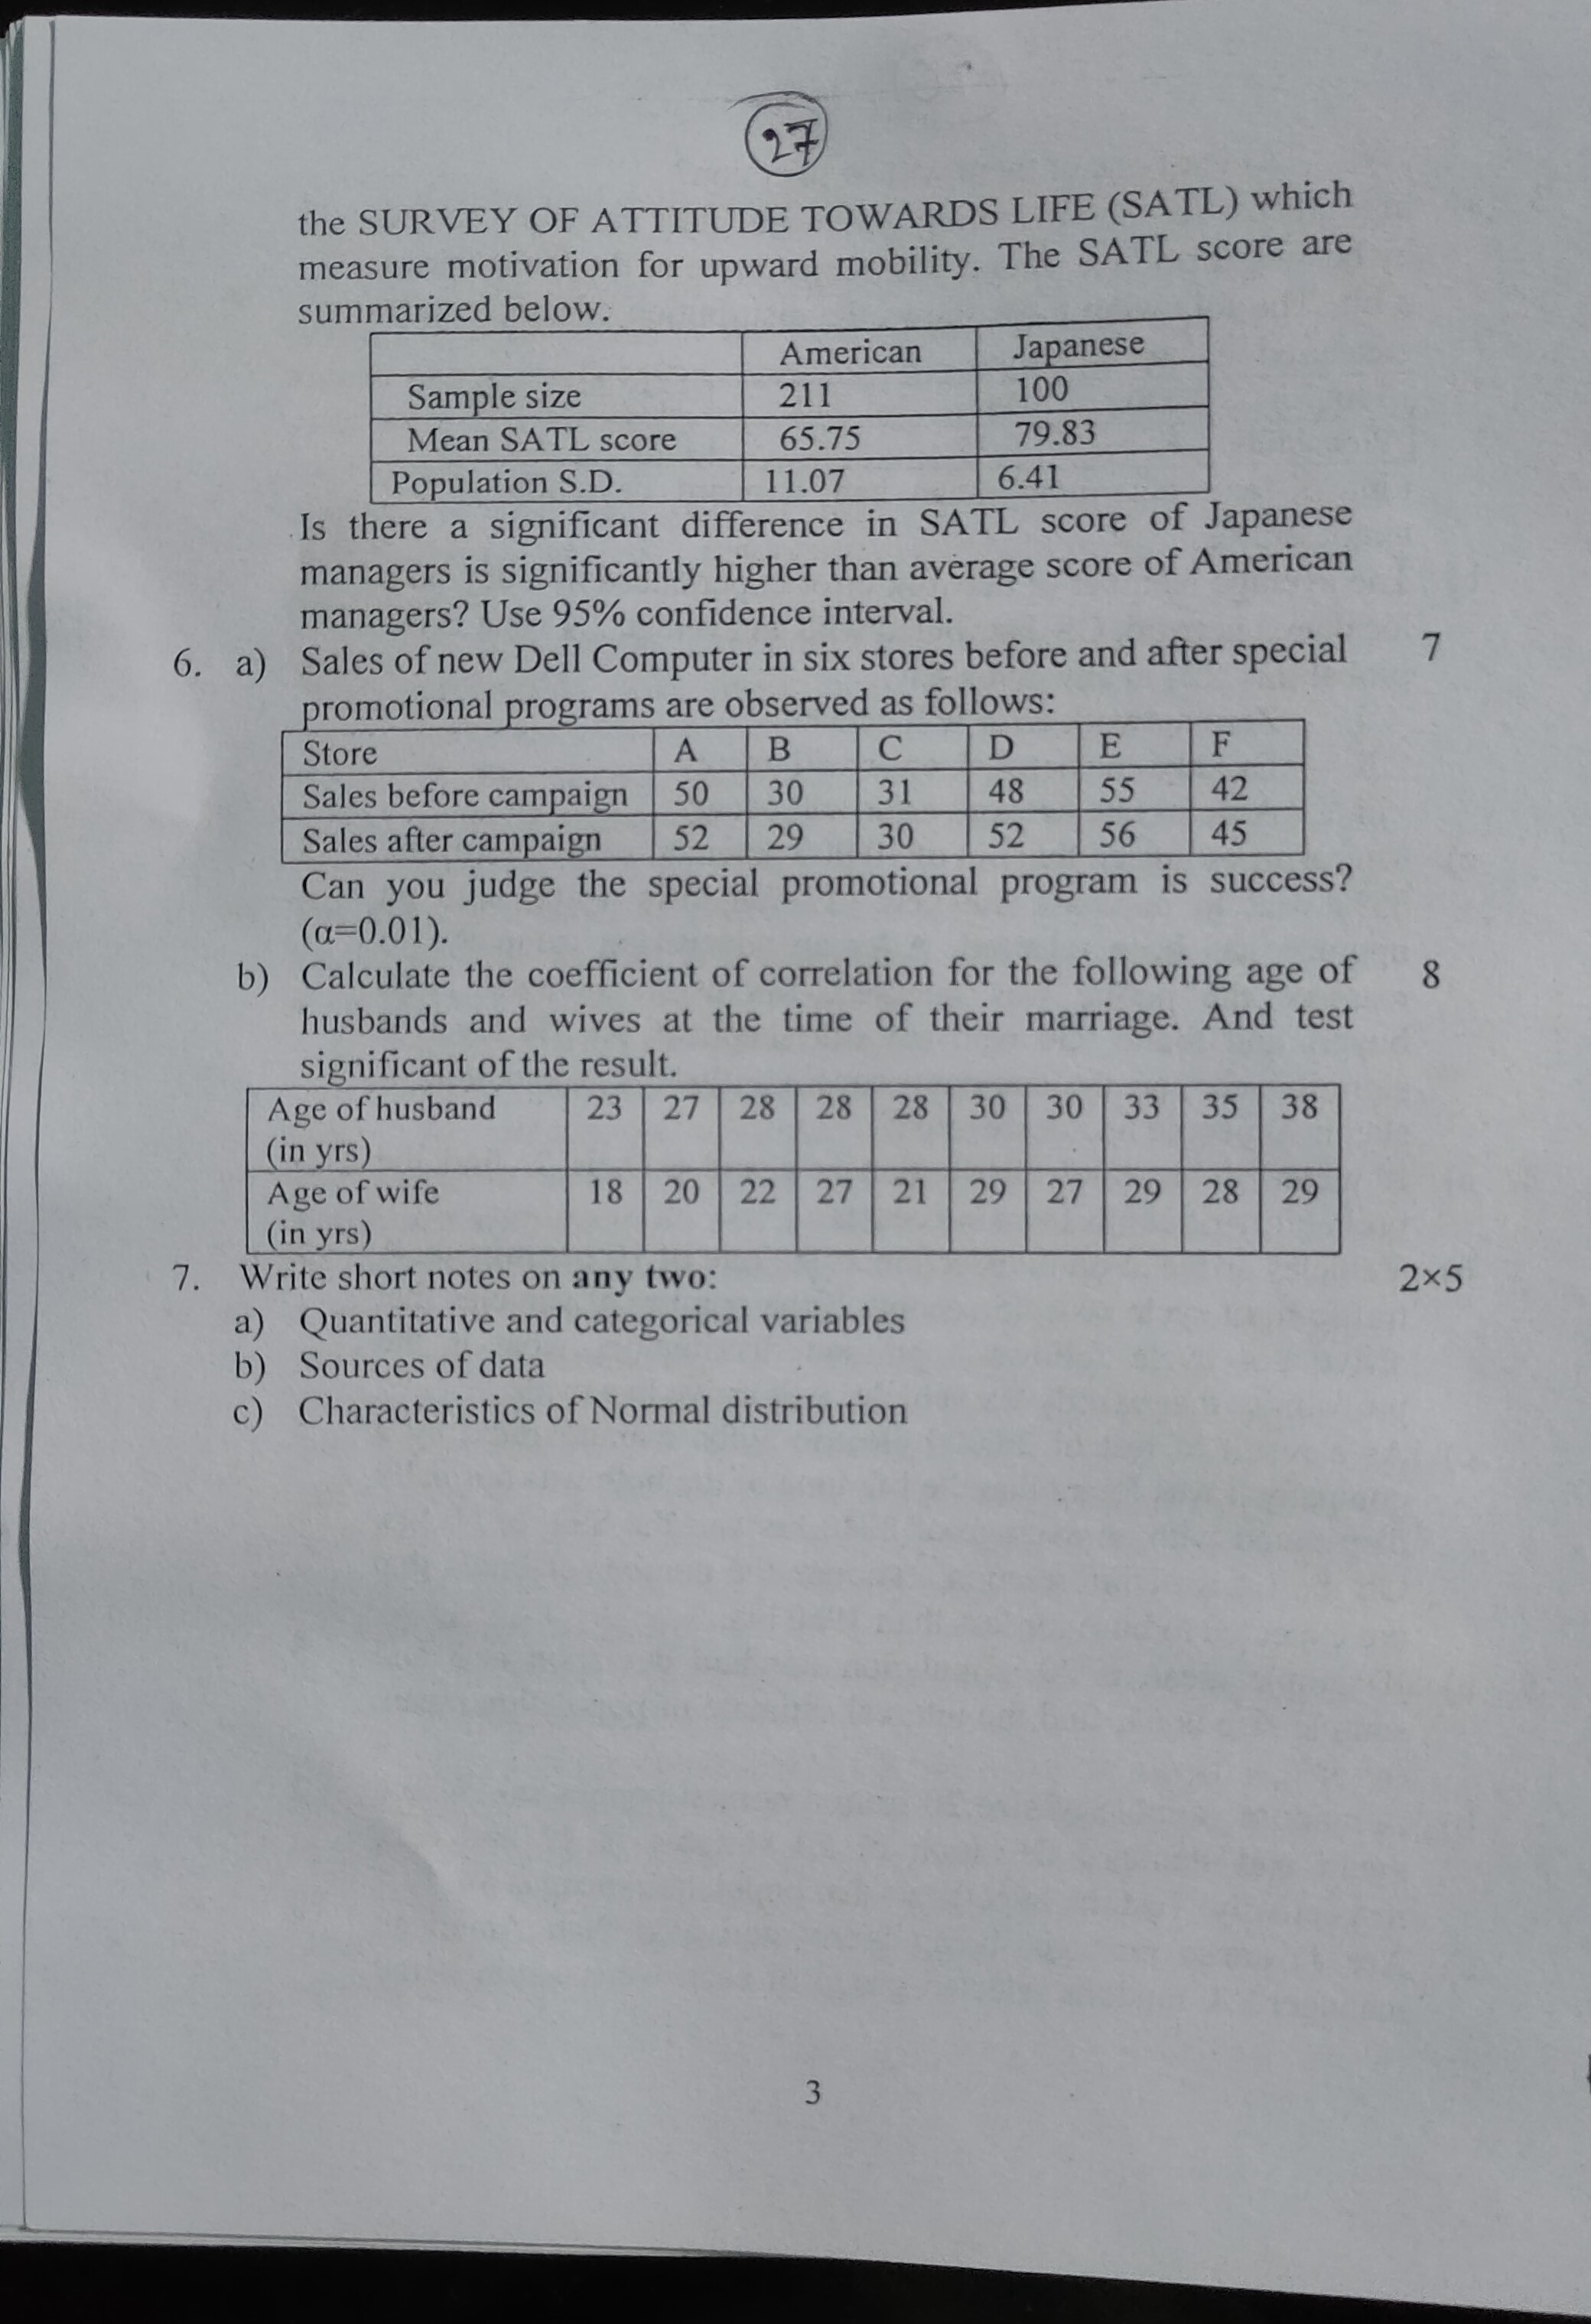 27
the SURVEY OF ATTITUDE TOWARDS LIFE (SATL) which
measure motivation for upward mobility. The SATL score are
summarized below.
American Japanese
Sample size 211 100
Mean SATL score 65.75 79.83
Population S.D. 11.07 6.41
Is there a significant difference in SATL score of Japanese
managers is significantly higher than average score of American
managers? Use 95% confidence interval.
6. a) Sales of new Dell Computer in six stores before and after special 7
promotional programs are observed as follows:
Store A B C D E F
Sales before campaign 50 30 31 48 55 42
Sales after campaign 52 29 30 52 56 45
Can you judge the special promotional program is success?
(α=0.01).
b) Calculate the coefficient of correlation for the following age of 8
husbands and wives at the time of their marriage. And test
significant of the result.
Age of husband 23 27 28 28 28 30 30 33 35 38
(in yrs)
Age of wife 18 20 22 27 21 29 27 29 28 29
(in yrs)
7. Write short notes on any two: 2×5
a) Quantitative and categorical variables
b) Sources of data
c) Characteristics of Normal distribution
3